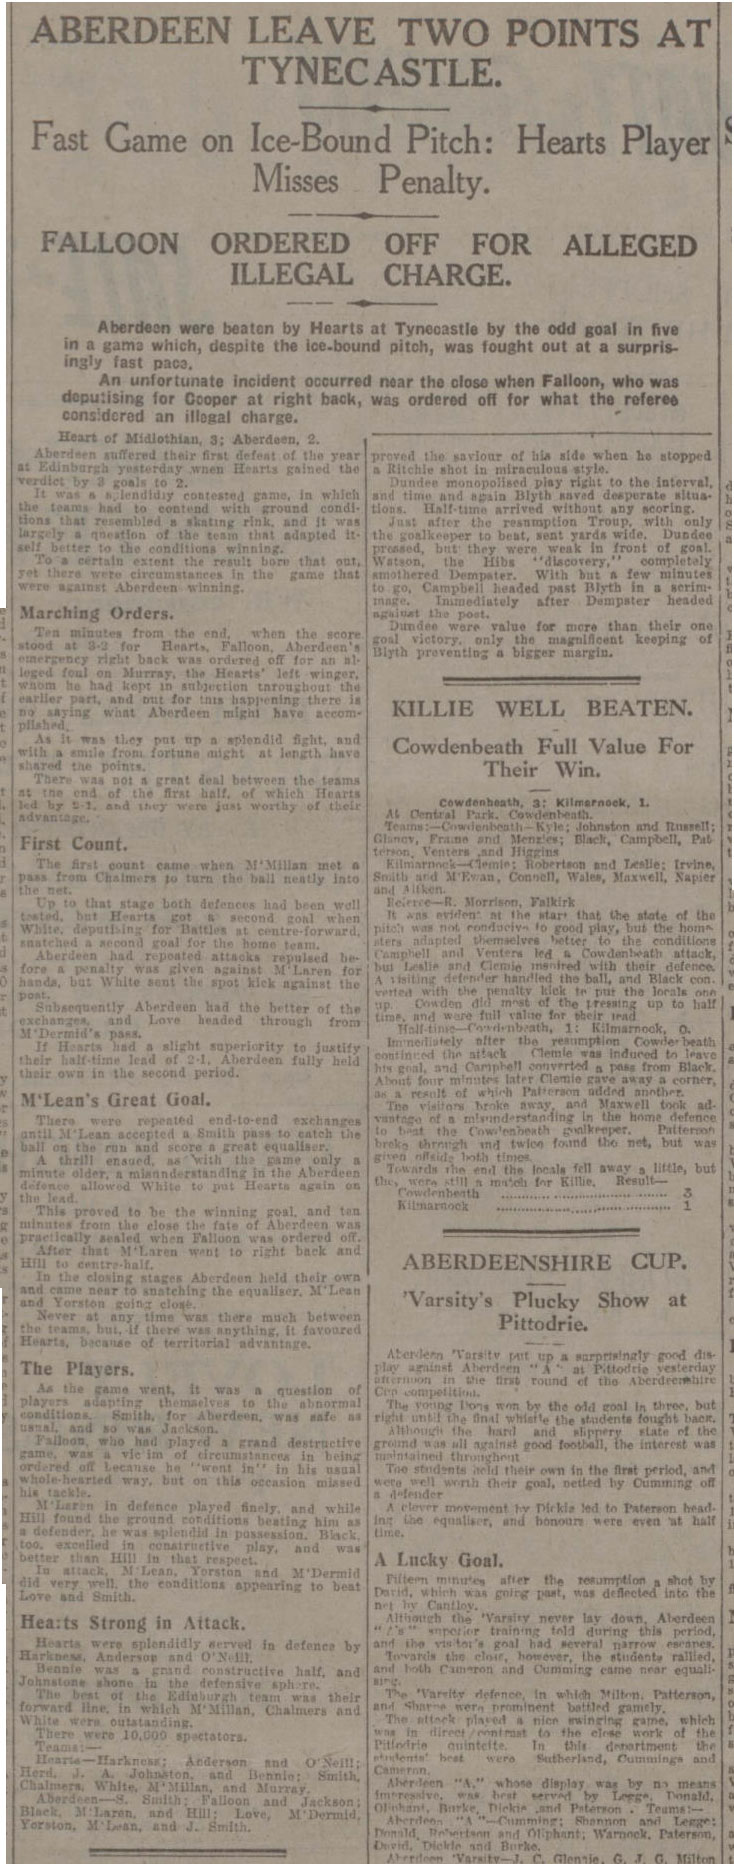 ABERDEEN LEAVE TWO POINTS AT
TYNECASTLE.
Fast Game on Ice-Bound Pitch: Hearts Player
Misses Penalty.
FALLOON ORDERED OFF FOR ALLEGED
ILLEGAL CHARGE.
Aberdeen were beaten by Hearts at Tynecastle by the odd goal in five
in a game which, despite the ice-bound pitch, was fought out at a surpris-
ingly fast pace.
An unfortunate incident occurred near the close when Falloon, who was
deputising for Cooper at right back, was ordered off for what the referee
considered an illegal charge.
Heart of Midlothian, 3; Aberdeen, 2.
Aberdeen suffered their first defeat of the year
at Edinburgh yesterday when Hearts gained the
verdict by 3 goals to 2.
It was a splendidly contested game, in which
the teams had to contend with ground condi-
tions that resembled a skating rink, and it was
largely a question of the team that adapted it-
self better to the conditions winning.
To a certain extent the result bore that out,
yet there were circumstances in the game that
were against Aberdeen winning.
Marching Orders.
Ten minutes from the end, when the score
stood at 3-2 for Hearts, Falloon, Aberdeen's
emergency right back was ordered off for an al-
leged foul on Murray, the Hearts' left winger,
whom he had kept in subjection throughout the
earlier part, and but for this happening there is
no saying what Aberdeen might have accom-
plished.
As it was they put up a splendid fight, and
with a smile from fortune might at length have
shared the points.
There was not a great deal between the teams
at the end of the first half, of which Hearts
led by 2-1, and they were just worthy of their
advantage.
First Count.
The first count came when M'Millan met a
pass from Chalmers to turn the ball neatly into
the net.
Up to that stage both defences had been well
tested, but Hearts got a second goal when
White, deputising for Battles at centre-forward,
snatched a second goal for the home team.
Aberdeen had repeated attacks repulsed be-
fore a penalty was given against M'Laren for
hands, but White sent the spot kick against the
post.
Subsequently Aberdeen had the better of the
exchanges, and Love headed through from
M'Dermid's pass.
If Hearts had a slight superiority to justify
their half-time lead of 2-1, Aberdeen fully held
their own in the second period.
M'Lean's Great Goal.
There were repeated end-to-end exchanges
until M'Lean accepted a Smith pass to catch the
ball on the run and score a great equaliser.
A thrill ensued, as with the game only a
minute older, a misunderstanding in the Aberdeen
defence allowed White to put Hearts again on
the lead.
This proved to be the winning goal, and ten
minutes from the close the fate of Aberdeen was
practically sealed when Falloon was ordered off.
After that M'Laren went to right back and
Hill to centre-half.
In the closing stages Aberdeen held their own
and came near to snatching the equaliser, M'Lean
and Yorston going close.
Never at any time was there much between
the teams, but, if there was anything, it favoured
Hearts, because of territorial advantage.
The Players.
As the game went, it was a question of
players adapting themselves to the abnormal
conditions. Smith, for Aberdeen, was safe as
usual, and so was Jackson.
Falloon, who had played a grand destructive
game, was a victim of circumstances in being
ordered off because he "went in" in his usual
whole-hearted way, but on this occasion missed
his tackle.
M'Laren in defence played finely, and while
Hill found the ground conditions beating him as
a defender, he was splendid in possession. Black,
too, excelled in constructive play, and was
better than Hill in that respect.
In attack, M'Lean, Yorston and M'Dermid
did very well, the conditions appearing to beat
Love and Smith.
Hearts Strong in Attack.
Hearts were splendidly served in defence by
Harkness, Anderson and O'Neill.
Bennie was a grand constructive half, and
Johnstone shone in the defensive sphere.
The best of the Edinburgh team was their
forward line, in which M'Millan, Chalmers and
White were outstanding.
There were 10,000 spectators.
Teams:—
Hearts—Harkness; Anderson and O'Neill;
Herd, J. A. Johnston, and Bennie; Smith,
Chalmers, White, M'Millan, and Murray.
Aberdeen—S. Smith; Falloon and Jackson;
Black, M'Laren, and Hill; Love, M'Dermid,
Yorston, M'Lean, and J. Smith.
proved the saviour of his side when he stopped
a Ritchie shot in miraculous style.
Dundee monopolised play right to the interval,
and time and again Blyth saved desperate situa-
tions. Half-time arrived without any scoring.
Just after the resumption Troup, with only
the goalkeeper to beat, sent yards wide. Dundee
pressed, but they were weak in front of goal.
Watson, the Hibs "discovery," completely
smothered Dempster. With but a few minutes
to go, Campbell headed past Blyth in a scrim-
mage. Immediately after Dempster headed
against the post.
Dundee were value for more than their one
goal victory, only the magnificent keeping of
Blyth preventing a bigger margin.
KILLIE WELL BEATEN.
Cowdenbeath Full Value For
Their Win.
Cowdenbeath, 3; Kilmarnock, 1.
At Central Park, Cowdenbeath.
Teams:—Cowdenbeath—Kyle; Johnston and Russell;
Glancy, Frame and Menzies; Black, Campbell, Pat-
terson, Venters and Higgins
Kilmarnock—Clemie; Robertson and Leslie; Irvine,
Smith and M'Ewan, Connell, Wales, Maxwell, Napier
and Aitken.
Referee—R. Morrison, Falkirk
It was evident at the start that the state of the
pitch was not conducive to good play, but the home-
sters adapted themselves better to the conditions
Campbell and Venters led a Cowdenbeath attack,
but Leslie and Clemie inspired with their defence.
A visiting defender handled the ball, and Black con-
verted with the penalty kick to put the locals one
up. Cowden did most of the pressing up to half
time, and were full value for their lead
Half-time—Cowdenbeath, 1; Kilmarnock, 0.
Immediately after the resumption Cowderbeath
continued the attack Clemie was induced to leave
his goal, and Campbell converted a pass from Black.
About four minutes later Clemie gave away a corner,
as a result of which Patterson added another.
The visitors broke away, and Maxwell took ad-
vantage of a misunderstanding in the home defence
to beat the Cowdenbeath goalkeeper. Patterson
broke through and twice found the net, but was
given offside both times.
Towards the end the locals fell away a little, but
they were still a match for Killie. Result—
Cowdenbeath .......................................... 3
Kilmarnock .......................................... 1
ABERDEENSHIRE CUP.
'Varsity's Plucky Show at
Pittodrie.
Aberdeen 'Varsity put up a surprisingly good dis-
play against Aberdeen "A" at Pittodrie yesterday
afternoon in the first round of the Aberdeenshire
Cup competition.
The young Dons won by the odd goal in three, but
right until the final whistle the students fought back.
Although the hard and slippery state of the
ground was all against good football, the interest was
maintained throughout
The students held their own in the first period, and
were well worth their goal, netted by Cumming off
a defender
A clever movement by Dickie led to Paterson head-
ing the equaliser, and honours were even at half
time.
A Lucky Goal.
Fifteen minutes after the resumption a shot by
David, which was going past, was deflected into the
net by Cantlay.
Although the 'Varsity never lay down, Aberdeen
"A's" superior training told during this period,
and the visitor's goal had several narrow escapes.
Towards the close, however, the students rallied,
and both Cameron and Cumming came near equali-
sing.
The 'Varsity defence, in which Milton, Patterson,
and Sharpe were prominent battled gamely.
The attack played a nice swinging game, which
was in direct contrast to the close work of the
Pittodrie quintette. In this department the
students' best were Sutherland, Cummings and
Cameron.
Aberdeen "A," whose display was by no means
impressive, was best served by Legge, Donald,
Oliphant, Burke, Dickie and Paterson. Teams:—
Aberdeen "A"—Cumming; Shannon and Legge;
Donald, Robertson and Oliphant; Warnock, Paterson,
David, Dickie and Burke.
Aberdeen 'Varsity—J. C. Glennie, G. J. G. Milton